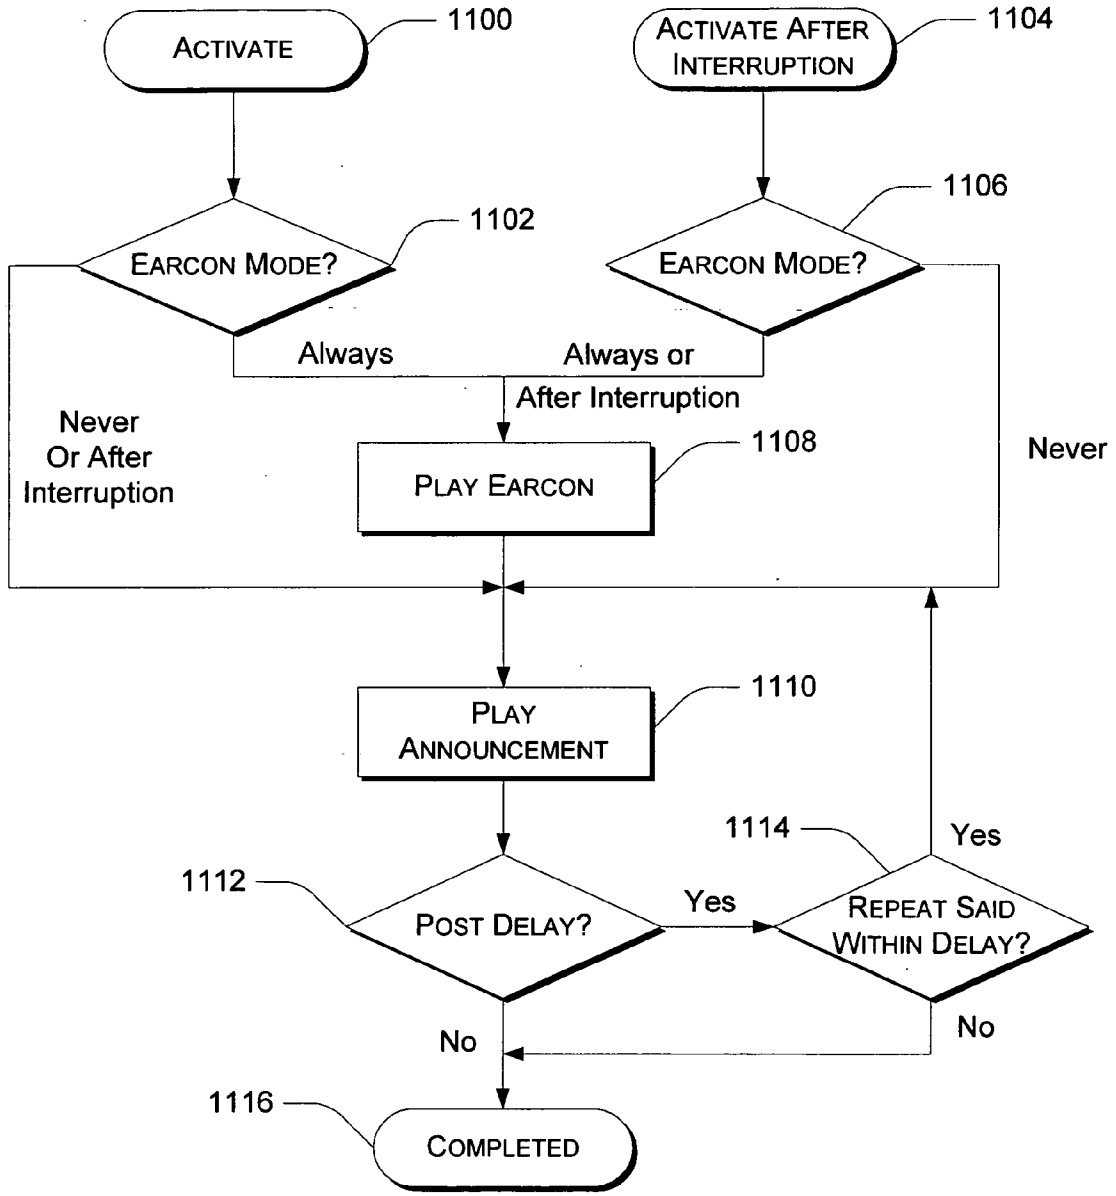 1100
ACTIVATE
1104
ACTIVATE AFTER
INTERRUPTION
1102
EARCON MODE?
1106
EARCON MODE?
Always
Always or
After Interruption
Never
Or After
Interruption
1108
PLAY EARCON
Never
1110
PLAY
ANNOUNCEMENT
1112
POST DELAY?
Yes
1114
Yes
REPEAT SAID
WITHIN DELAY?
No
No
1116
COMPLETED